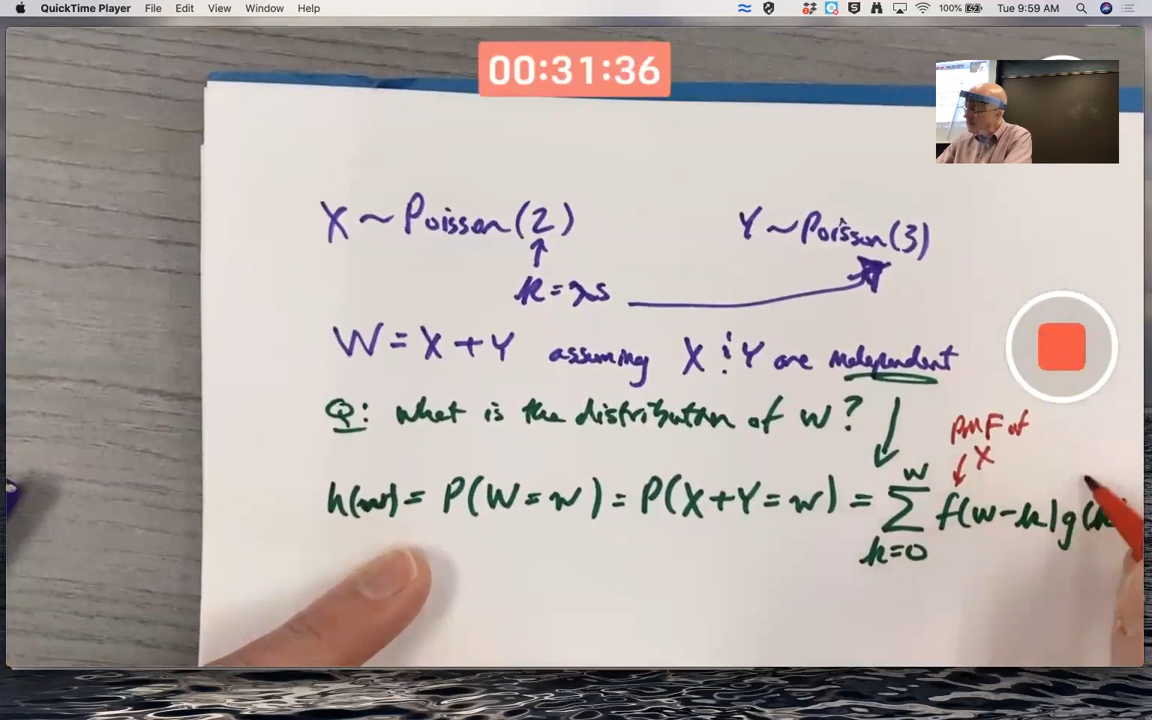 QuickTime Player File Edit View Window Help 100% Tue 9:59 AM
00:31:36
X ~ Poisson(2) Y ~ Poisson(3)
k = λs
W = X + Y assuming X & Y are independent
Q: what is the distribution of W?
PMF of
X
h(w) = P(W = w) = P(X + Y = w) = ∑ f(w-k) g(k
w
k=0